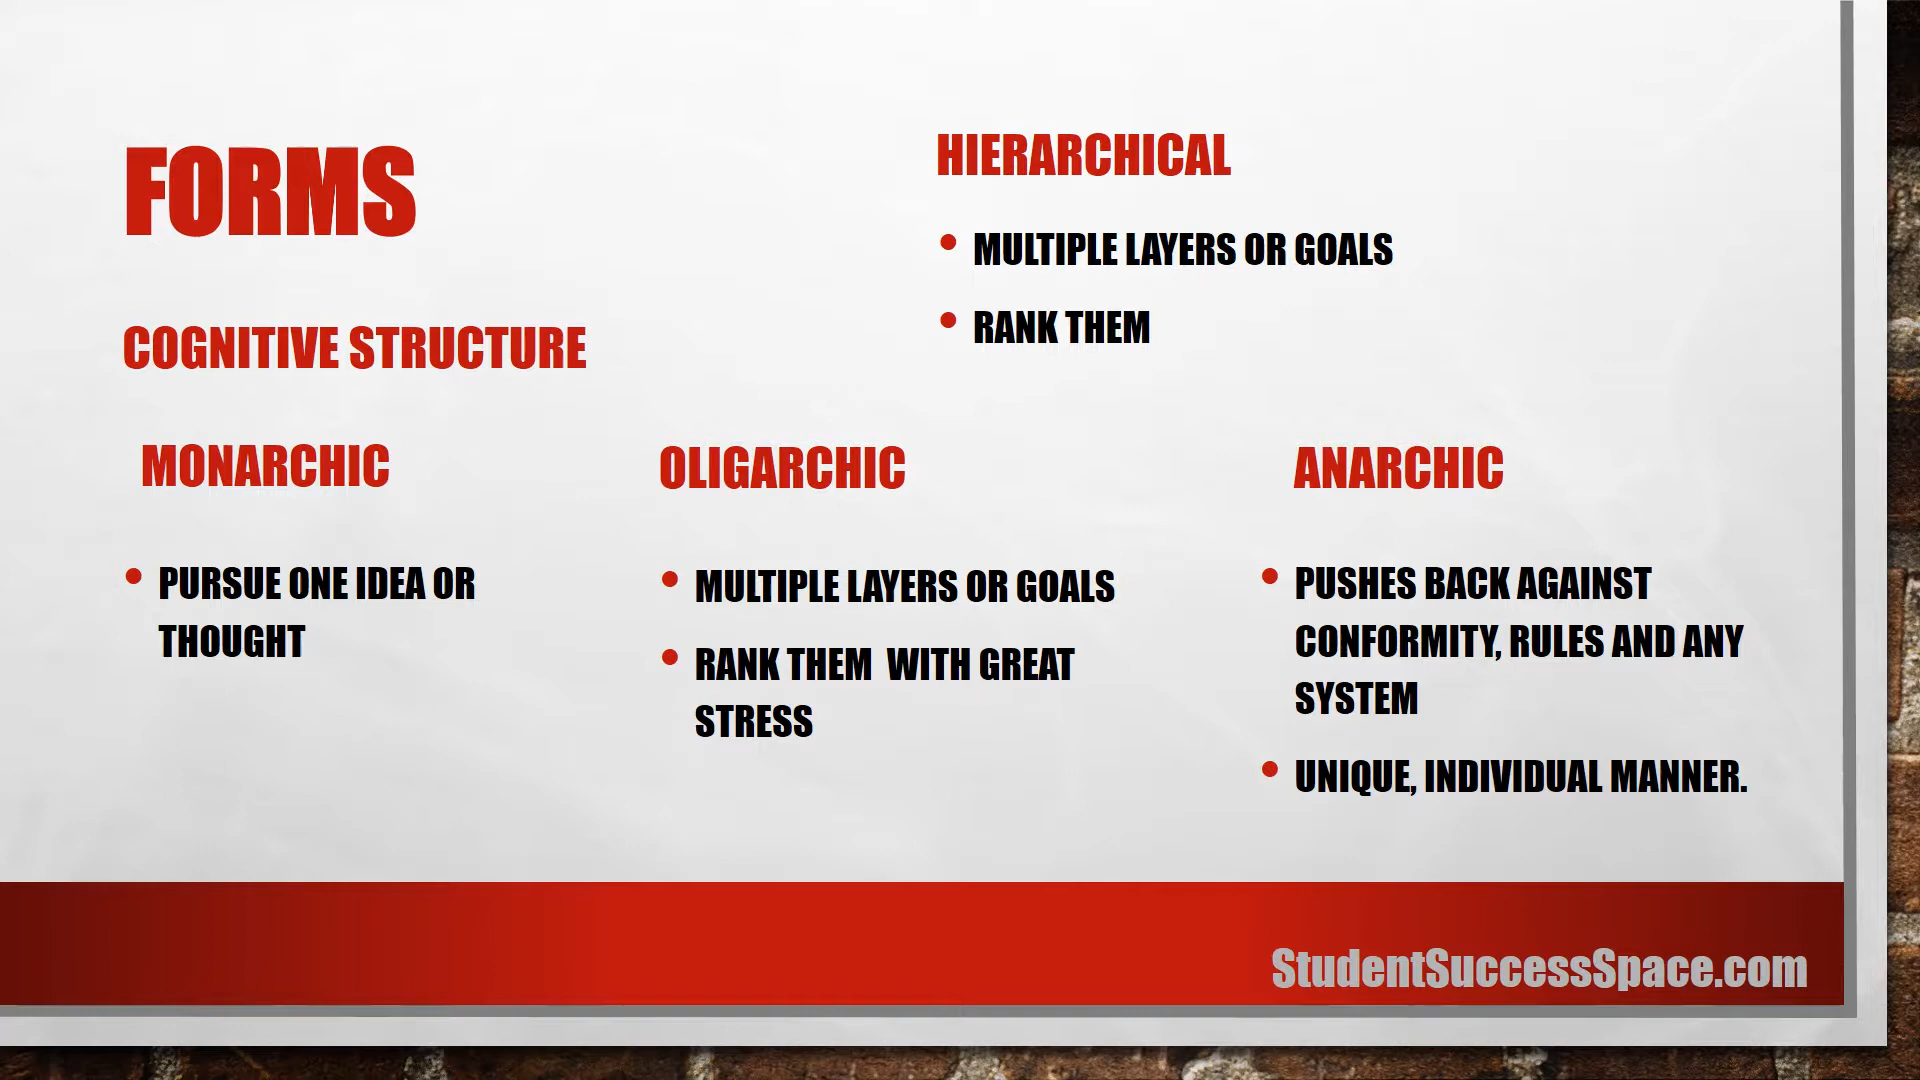 FORMS
COGNITIVE STRUCTURE
HIERARCHICAL
• MULTIPLE LAYERS OR GOALS
• RANK THEM
MONARCHIC
• PURSUE ONE IDEA OR
THOUGHT
OLIGARCHIC
• MULTIPLE LAYERS OR GOALS
• RANK THEM WITH GREAT
STRESS
ANARCHIC
• PUSHES BACK AGAINST
CONFORMITY, RULES AND ANY
SYSTEM
• UNIQUE, INDIVIDUAL MANNER.
StudentSuccessSpace.com